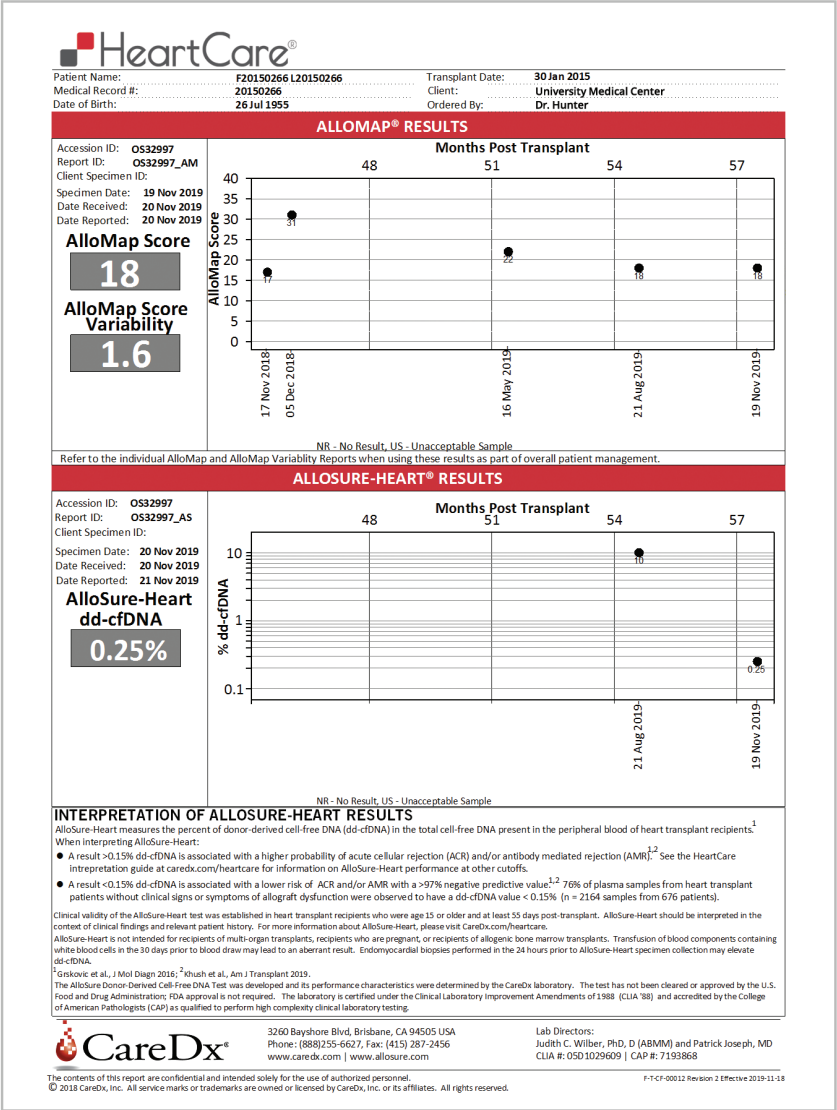 HeartCare®
Patient Name: F20150266 L20150266 Transplant Date: 30 Jan 2015
Medical Record #: 20150266 Client: University Medical Center
Date of Birth: 26 Jul 1955 Ordered By: Dr. Hunter
ALLOMAP® RESULTS
Accession ID: OS32997
Report ID: OS32997_AM
Client Specimen ID:
Specimen Date: 19 Nov 2019
Date Received: 20 Nov 2019
Date Reported: 20 Nov 2019
AlloMap Score
18
AlloMap Score
Variability
1.6
Months Post Transplant
48 51 54 57
AlloMap Score
40
35
30
25
20
15
10
5
0
17
31
22
18
18
17 Nov 2018
05 Dec 2018
16 May 2019
21 Aug 2019
19 Nov 2019
NR - No Result, US - Unacceptable Sample
Refer to the individual AlloMap and AlloMap Variablity Reports when using these results as part of overall patient management.
ALLOSURE-HEART® RESULTS
Accession ID: OS32997
Report ID: OS32997_AS
Client Specimen ID:
Specimen Date: 20 Nov 2019
Date Received: 20 Nov 2019
Date Reported: 21 Nov 2019
AlloSure-Heart
dd-cfDNA
0.25%
Months Post Transplant
48 51 54 57
% dd-cfDNA
10
1
0.1
10
0.25
21 Aug 2019
19 Nov 2019
NR - No Result, US - Unacceptable Sample
INTERPRETATION OF ALLOSURE-HEART RESULTS
AlloSure-Heart measures the percent of donor-derived cell-free DNA (dd-cfDNA) in the total cell-free DNA present in the peripheral blood of heart transplant recipients.1
When interpreting AlloSure-Heart:
● A result >0.15% dd-cfDNA is associated with a higher probability of acute cellular rejection (ACR) and/or antibody mediated rejection (AMR).1,2 See the HeartCare
intrepretation guide at caredx.com/heartcare for information on AlloSure-Heart performance at other cutoffs.
● A result <0.15% dd-cfDNA is associated with a lower risk of ACR and/or AMR with a >97% negative predictive value.1,2 76% of plasma samples from heart transplant
patients without clinical signs or symptoms of allograft dysfunction were observed to have a dd-cfDNA value < 0.15% (n = 2164 samples from 676 patients).
Clinical validity of the AlloSure-Heart test was established in heart transplant recipients who were age 15 or older and at least 55 days post-transplant. AlloSure-Heart should be interpreted in the
context of clinical findings and relevant patient history. For more information about AlloSure-Heart, please visit CareDx.com/heartcare.
AlloSure-Heart is not intended for recipients of multi-organ transplants, recipients who are pregnant, or recipients of allogenic bone marrow transplants. Transfusion of blood components containing
white blood cells in the 30 days prior to blood draw may lead to an aberrant result. Endomyocardial biopsies performed in the 24 hours prior to AlloSure-Heart specimen collection may elevate
dd-cfDNA.
1Grskovic et al., J Mol Diagn 2016; 2Khush et al., Am J Transplant 2019.
The AlloSure Donor-Derived Cell-Free DNA Test was developed and its performance characteristics were determined by the CareDx laboratory. The test has not been cleared or approved by the U.S.
Food and Drug Administration; FDA approval is not required. The laboratory is certified under the Clinical Laboratory Improvement Amendments of 1988 (CLIA '88) and accredited by the College
of American Pathologists (CAP) as qualified to perform high complexity clinical laboratory testing.
CareDx®
3260 Bayshore Blvd, Brisbane, CA 94505 USA
Phone: (888)255-6627, Fax: (415) 287-2456
www.caredx.com | www.allosure.com
Lab Directors:
Judith C. Wilber, PhD, D (ABMM) and Patrick Joseph, MD
CLIA #: 05D1029609 | CAP #: 7193868
The contents of this report are confidential and intended solely for the use of authorized personnel.
F-T-CF-00012 Revision 2 Effective 2019-11-18
© 2018 CareDx, Inc. All service marks or trademarks are owned or licensed by CareDx, Inc. or its affiliates. All rights reserved.